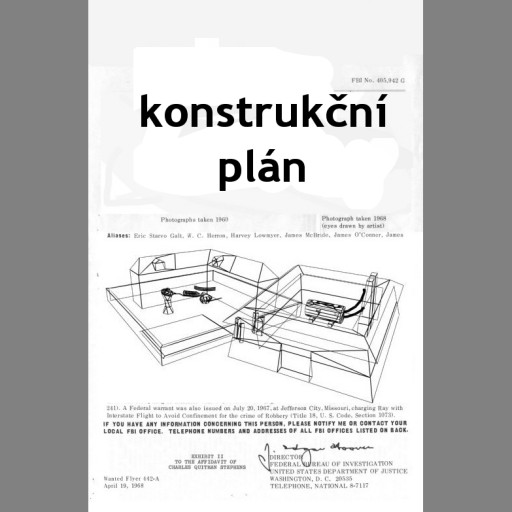 FBI No. 405,942 G
konstrukční
plán
Photographs taken 1960
Photograph taken 1968
(eyes drawn by artist)
Aliases: Eric Starvo Galt, W. C. Herron, Harvey Lowmyer, James McBride, James O'Connor, James
241). A Federal warrant was also issued on July 20, 1967, at Jefferson City, Missouri, charging Ray with
Interstate Flight to Avoid Confinement for the crime of Robbery (Title 18, U. S. Code, Section 1073).
IF YOU HAVE ANY INFORMATION CONCERNING THIS PERSON, PLEASE NOTIFY ME OR CONTACT YOUR
LOCAL FBI OFFICE. TELEPHONE NUMBERS AND ADDRESSES OF ALL FBI OFFICES LISTED ON BACK.
EXHIBIT II
TO THE AFFIDAVIT OF
CHARLES QUITMAN STEPHENS
J. Edgar Hoover
DIRECTOR
FEDERAL BUREAU OF INVESTIGATION
UNITED STATES DEPARTMENT OF JUSTICE
WASHINGTON, D. C. 20535
TELEPHONE, NATIONAL 8-7117
Wanted Flyer 442-A
April 19, 1968